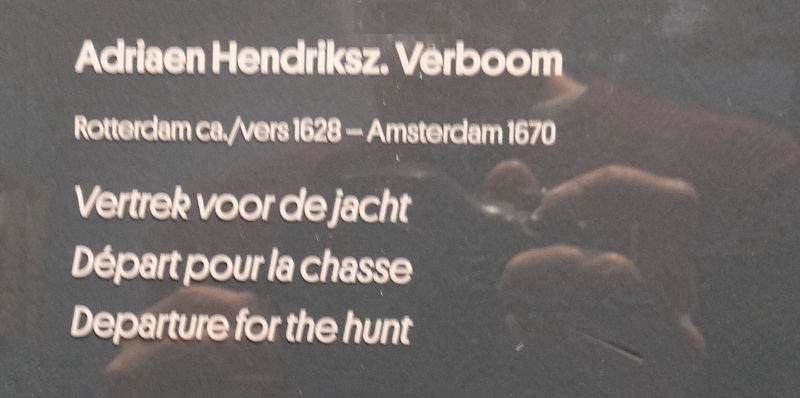 Adriaen Hendriksz. Verboom
Rotterdam ca./vers 1628 – Amsterdam 1670
Vertrek voor de jacht
Départ pour la chasse
Departure for the hunt